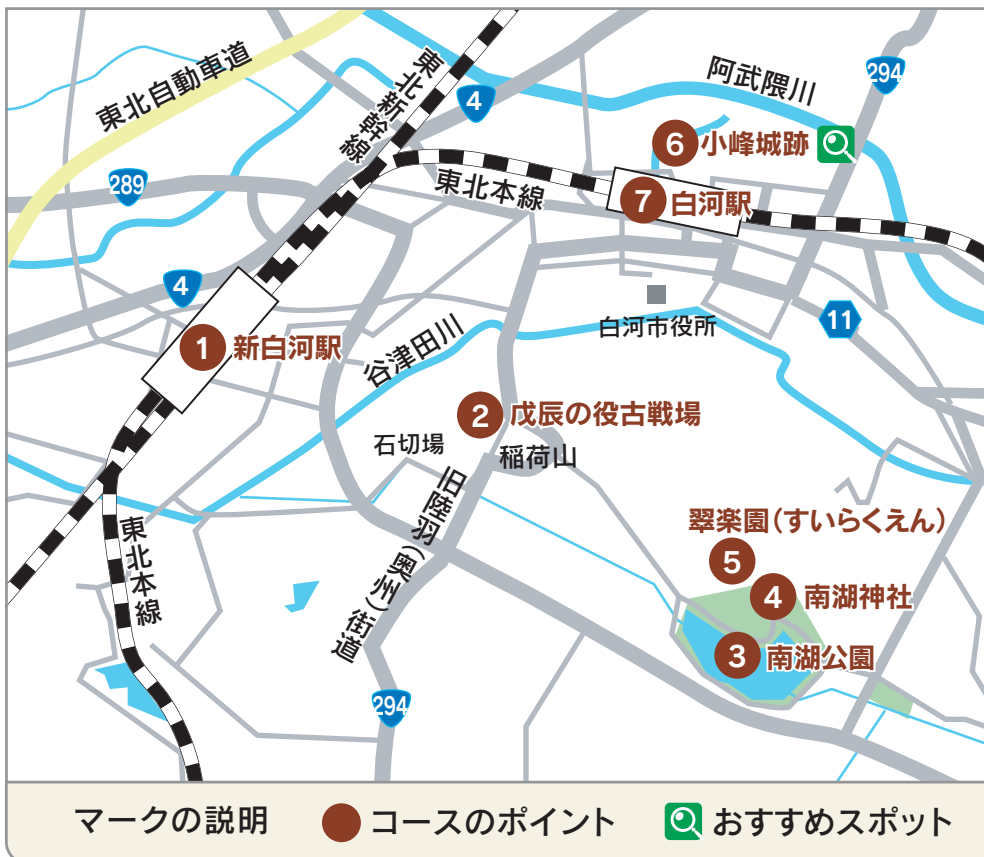 東北自動車道
東北新幹線
4
阿武隈川
294
6 小峰城跡
289
東北本線
7 白河駅
4
白河市役所
11
1 新白河駅
谷津田川
2 戊辰の役古戦場
石切場
稲荷山
旧陸羽(奥州)街道
翠楽園(すいらくえん)
5
4 南湖神社
3 南湖公園
東北本線
294
マークの説明
コースのポイント
おすすめスポット